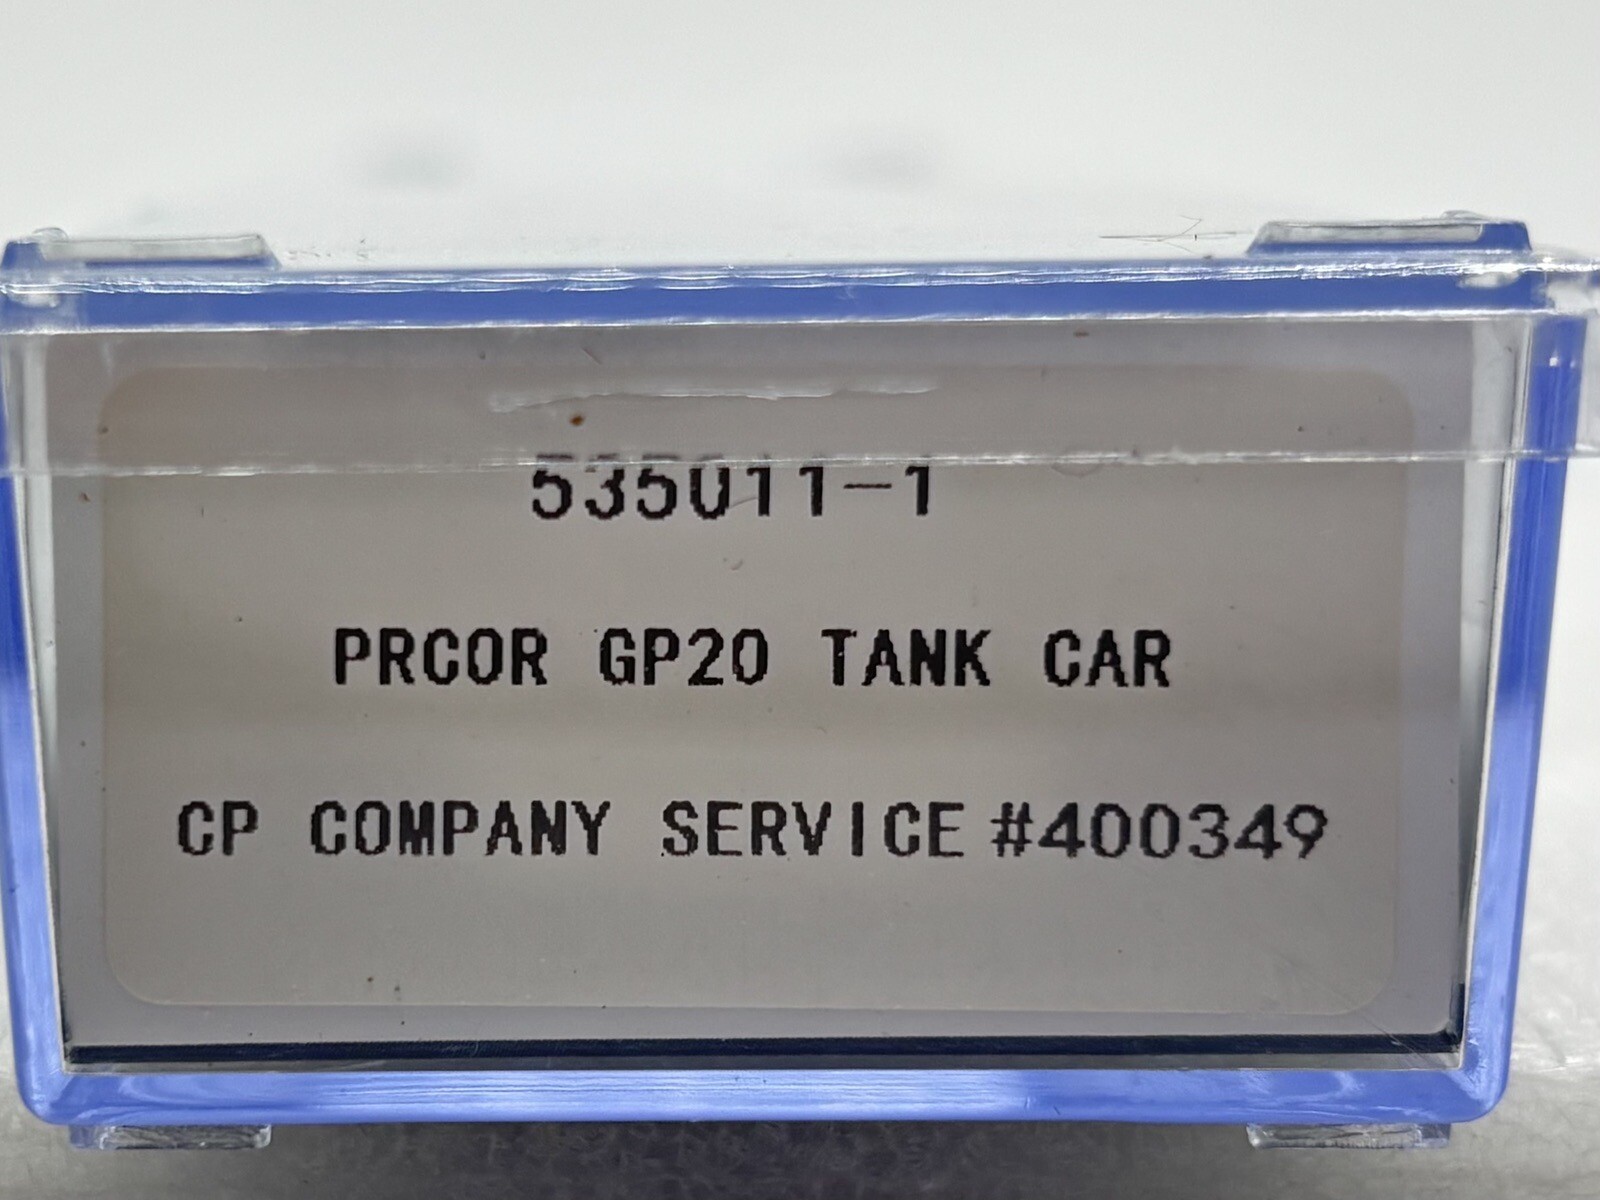 535011-1
PRCOR GP20 TANK CAR
CP COMPANY SERVICE #400349